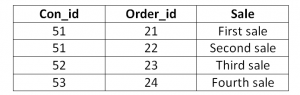 Con_id Order_id Sale
51 21 First sale
51 22 Second sale
52 23 Third sale
53 24 Fourth sale